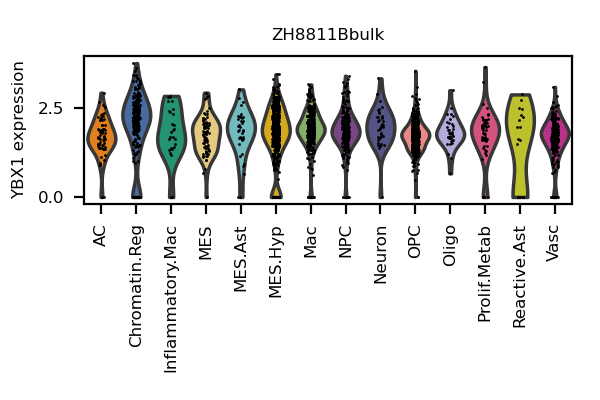 ZH8811Bbulk
YBX1 expression
2.5
0.0
AC
Chromatin.Reg
Inflammatory.Mac
MES
MES.Ast
MES.Hyp
Mac
NPC
Neuron
OPC
Oligo
Prolif.Metab
Reactive.Ast
Vasc